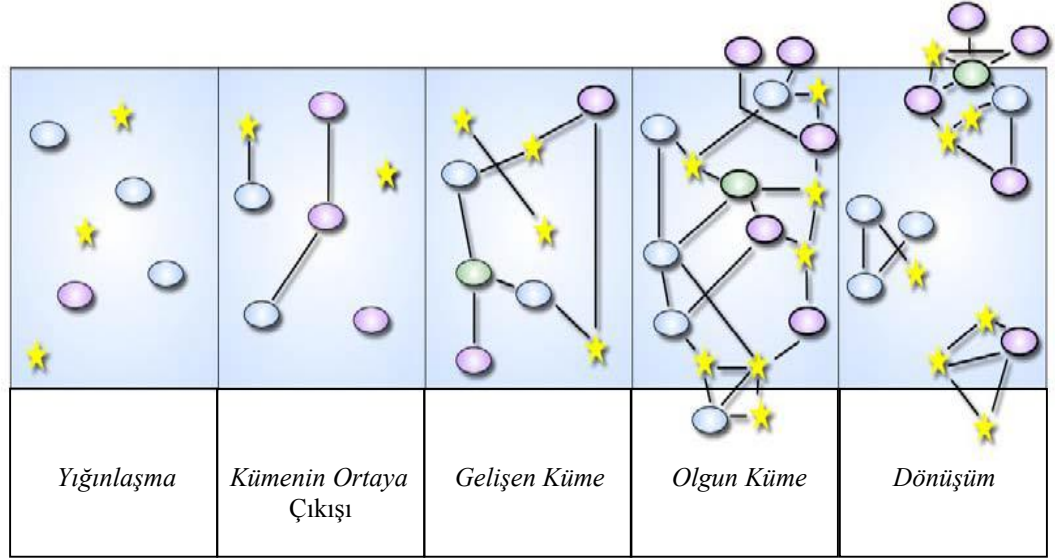 Yığınlaşma
Kümenin Ortaya
Çıkışı
Gelişen Küme
Olgun Küme
Dönüşüm